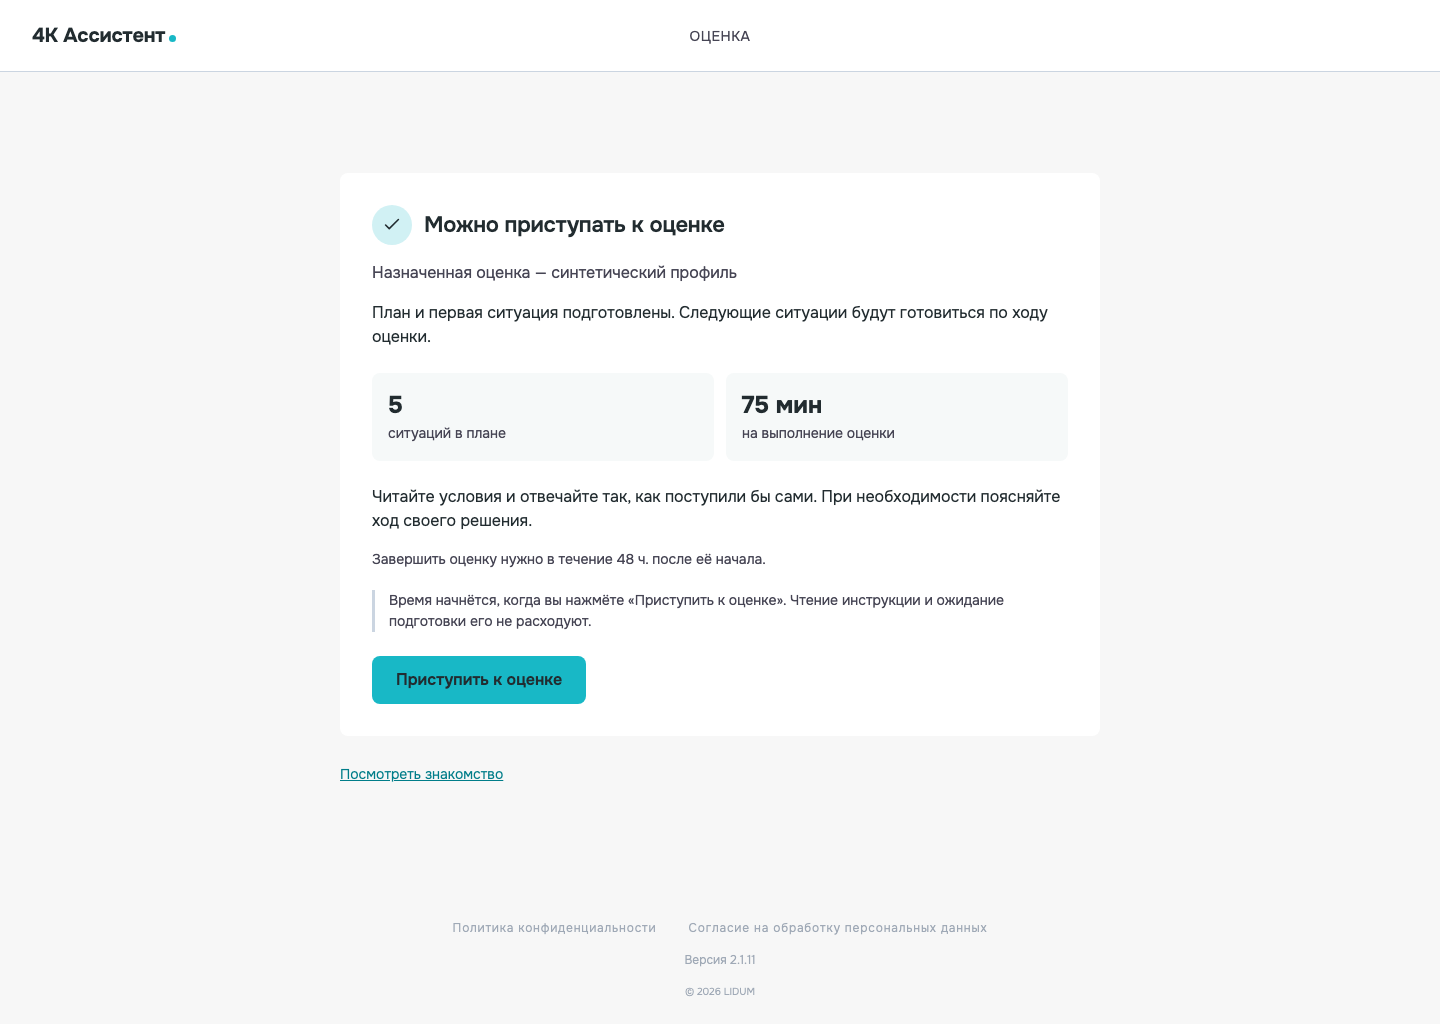 4K Ассистент
ОЦЕНКА
Можно приступать к оценке
Назначенная оценка — синтетический профиль
План и первая ситуация подготовлены. Следующие ситуации будут готовиться по ходу
оценки.
5
ситуаций в плане
75 мин
на выполнение оценки
Читайте условия и отвечайте так, как поступили бы сами. При необходимости поясняйте
ход своего решения.
Завершить оценку нужно в течение 48 ч. после её начала.
Время начнётся, когда вы нажмёте «Приступить к оценке». Чтение инструкции и ожидание
подготовки его не расходуют.
Приступить к оценке
Посмотреть знакомство
Политика конфиденциальности
Согласие на обработку персональных данных
Версия 2.1.11
© 2026 LIDUM